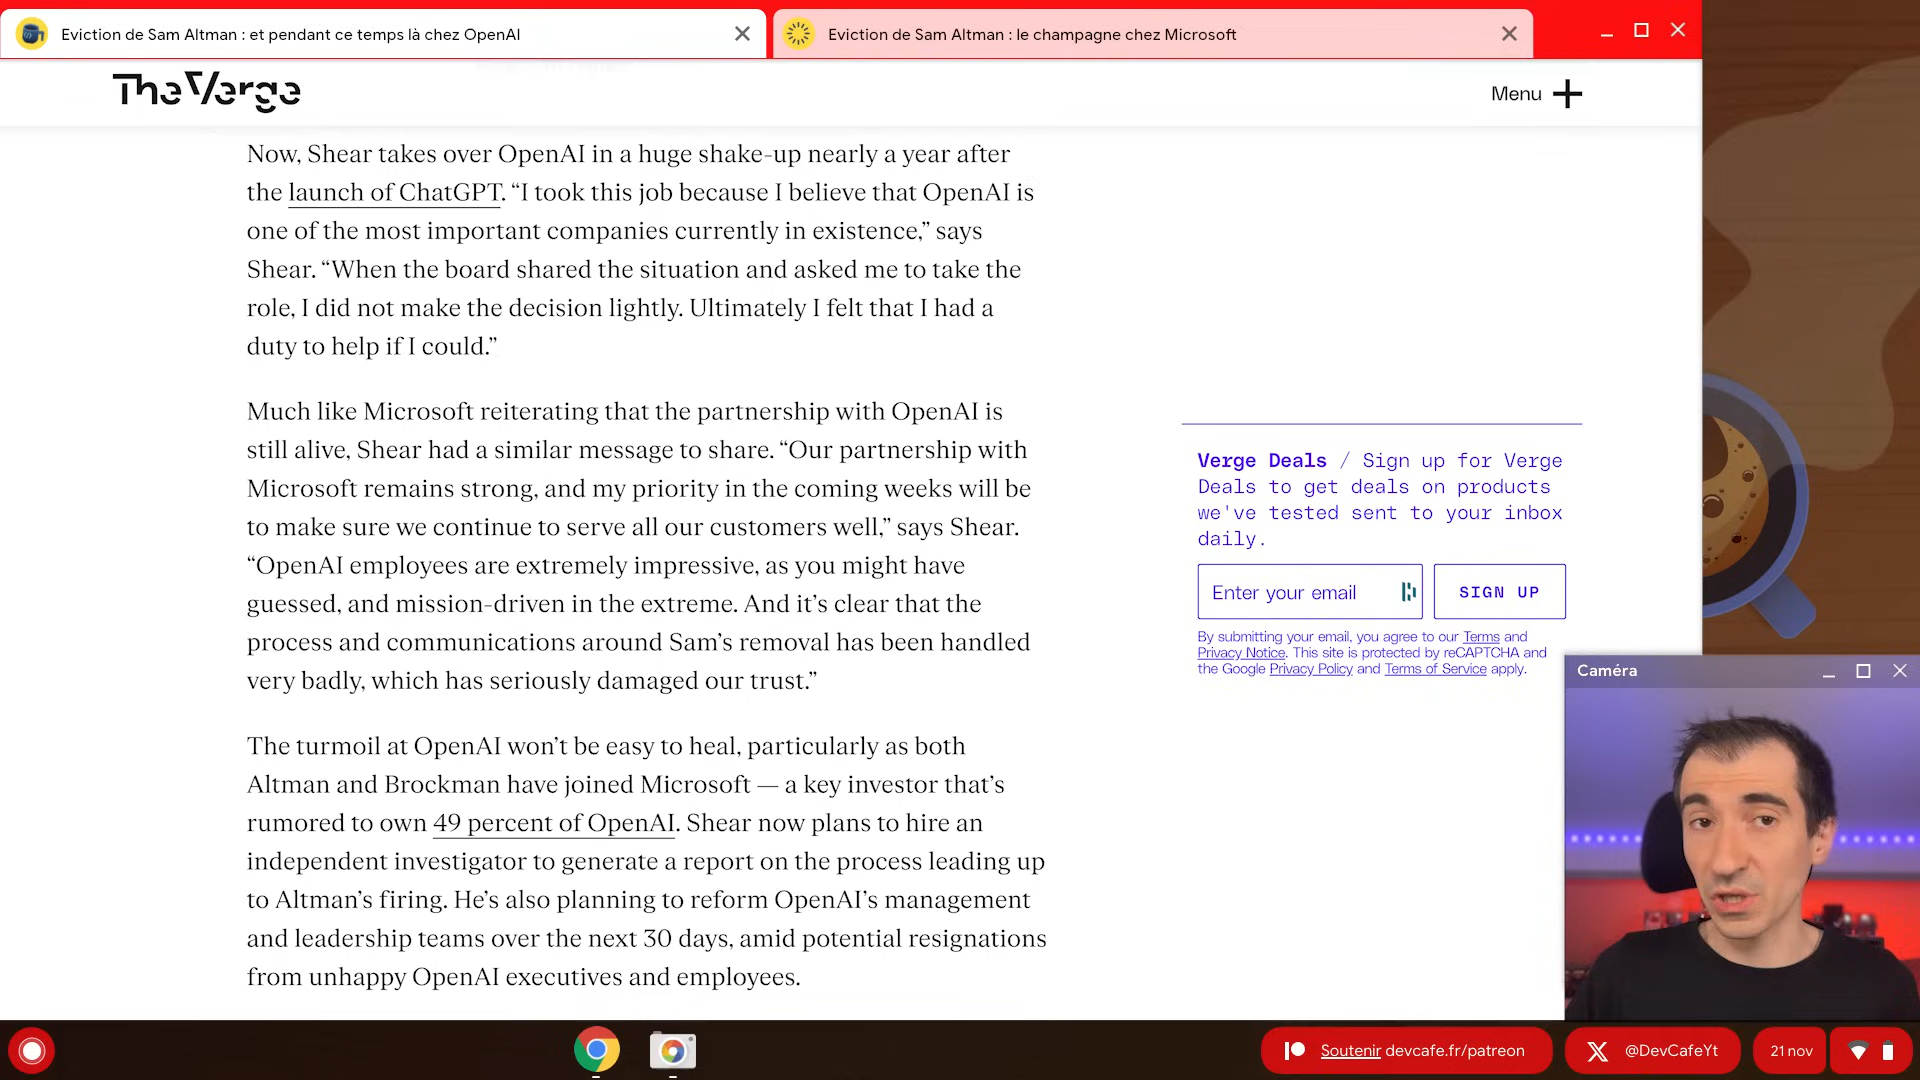 Eviction de Sam Altman : et pendant ce temps là chez OpenAI
Eviction de Sam Altman : le champagne chez Microsoft
The Verge
Menu
Now, Shear takes over OpenAI in a huge shake-up nearly a year after
the launch of ChatGPT. “I took this job because I believe that OpenAI is
one of the most important companies currently in existence,” says
Shear. “When the board shared the situation and asked me to take the
role, I did not make the decision lightly. Ultimately I felt that I had a
duty to help if I could.”
Much like Microsoft reiterating that the partnership with OpenAI is
still alive, Shear had a similar message to share. “Our partnership with
Microsoft remains strong, and my priority in the coming weeks will be
to make sure we continue to serve all our customers well,” says Shear.
“OpenAI employees are extremely impressive, as you might have
guessed, and mission-driven in the extreme. And it’s clear that the
process and communications around Sam’s removal has been handled
very badly, which has seriously damaged our trust.”
The turmoil at OpenAI won’t be easy to heal, particularly as both
Altman and Brockman have joined Microsoft — a key investor that’s
rumored to own 49 percent of OpenAI. Shear now plans to hire an
independent investigator to generate a report on the process leading up
to Altman’s firing. He’s also planning to reform OpenAI’s management
and leadership teams over the next 30 days, amid potential resignations
from unhappy OpenAI executives and employees.
Verge Deals / Sign up for Verge
Deals to get deals on products
we've tested sent to your inbox
daily.
Enter your email
SIGN UP
By submitting your email, you agree to our Terms and
Privacy Notice. This site is protected by reCAPTCHA and
the Google Privacy Policy and Terms of Service apply.
Caméra
Soutenir devcafe.fr/patreon
@DevCafeYt
21 nov